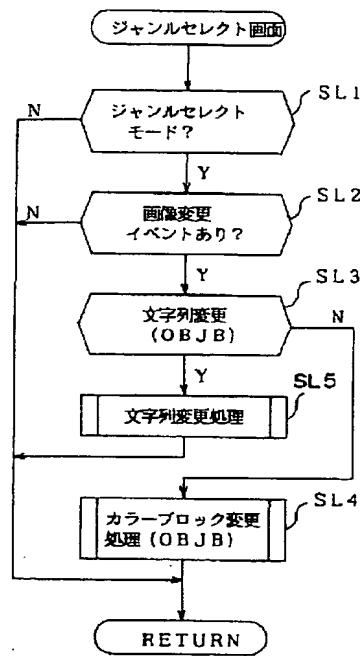 ジャンルセレクト画面
SL1
N
ジャンルセレクト
モード?
Y
SL2
N
画像変更
イベントあり?
Y
SL3
文字列変更
(OBJB)
N
Y
SL5
文字列変更処理
SL4
カラーブロック変更
処理(OBJB)
RETURN